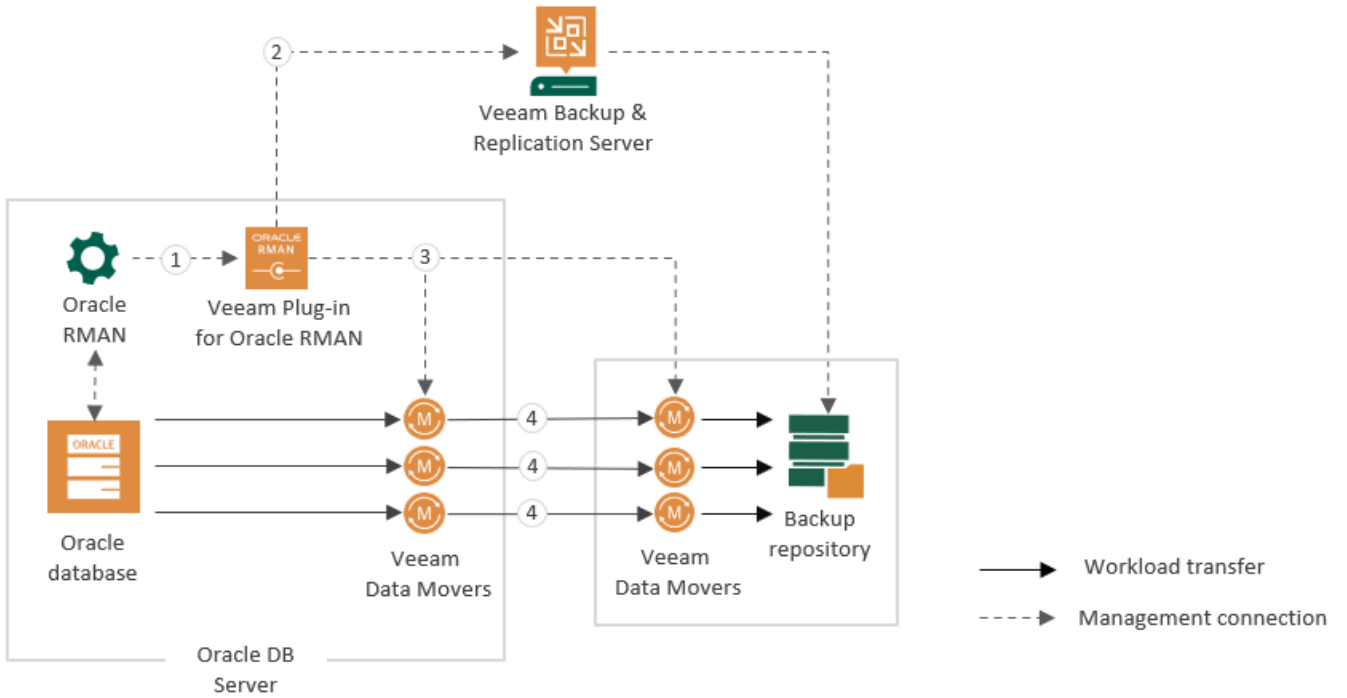 2
Veeam Backup &
Replication Server
ORACLE
RMAN
1
3
Oracle
RMAN
Veeam Plug-in
for Oracle RMAN
M
4
M
ORACLE
M
4
M
M
4
M
Oracle
database
Veeam
Data Movers
Veeam
Data Movers
Backup
repository
Workload transfer
Management connection
Oracle DB
Server